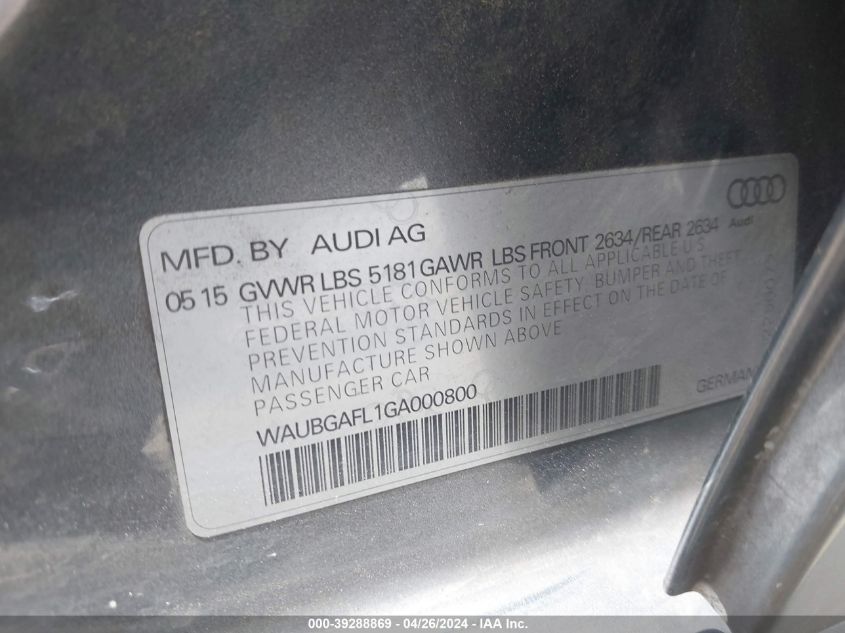 Audi
MFD. BY AUDI AG
05 15 GVWR LBS 5181 GAWR LBS FRONT 2634/REAR 2634
THIS VEHICLE CONFORMS TO ALL APPLICABLE U.S
FEDERAL MOTOR VEHICLE SAFETY, BUMPER AND THEFT
PREVENTION STANDARDS IN EFFECT ON THE DATE OF
MANUFACTURE SHOWN ABOVE
PASSENGER CAR
WAUBGAFL1GA000800
GERMAN
000-39288869 - 04/26/2024 - IAA Inc.